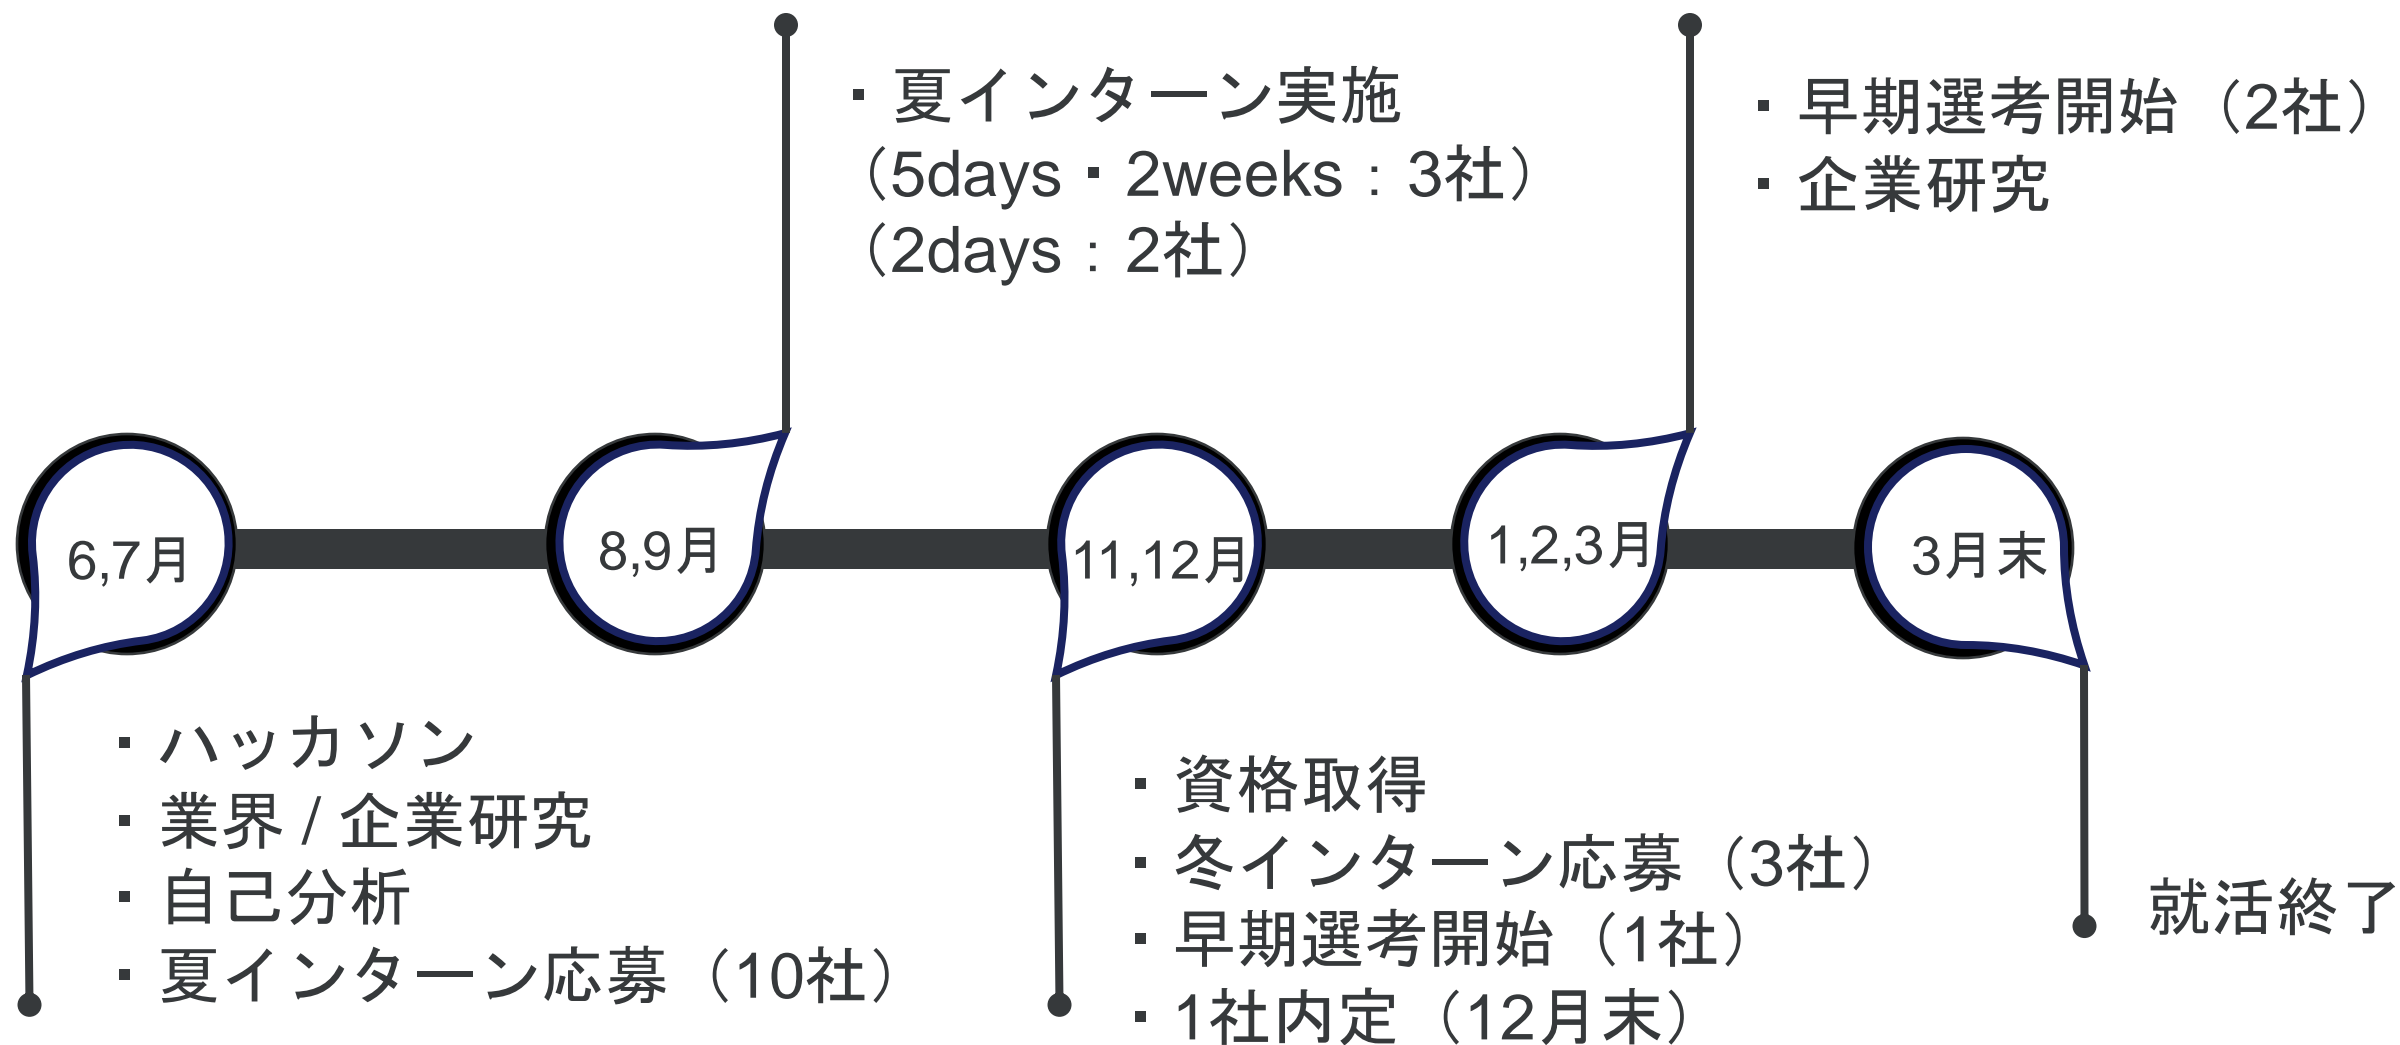 ・夏インターン実施
（5days・2weeks：3社）
（2days：2社）
・早期選考開始（2社）
・企業研究
6,7月
8,9月
11,12月
1,2,3月
3月末
・ハッカソン
・業界 / 企業研究
・自己分析
・夏インターン応募（10社）
・資格取得
・冬インターン応募（3社）
・早期選考開始（1社）
・1社内定（12月末）
就活終了